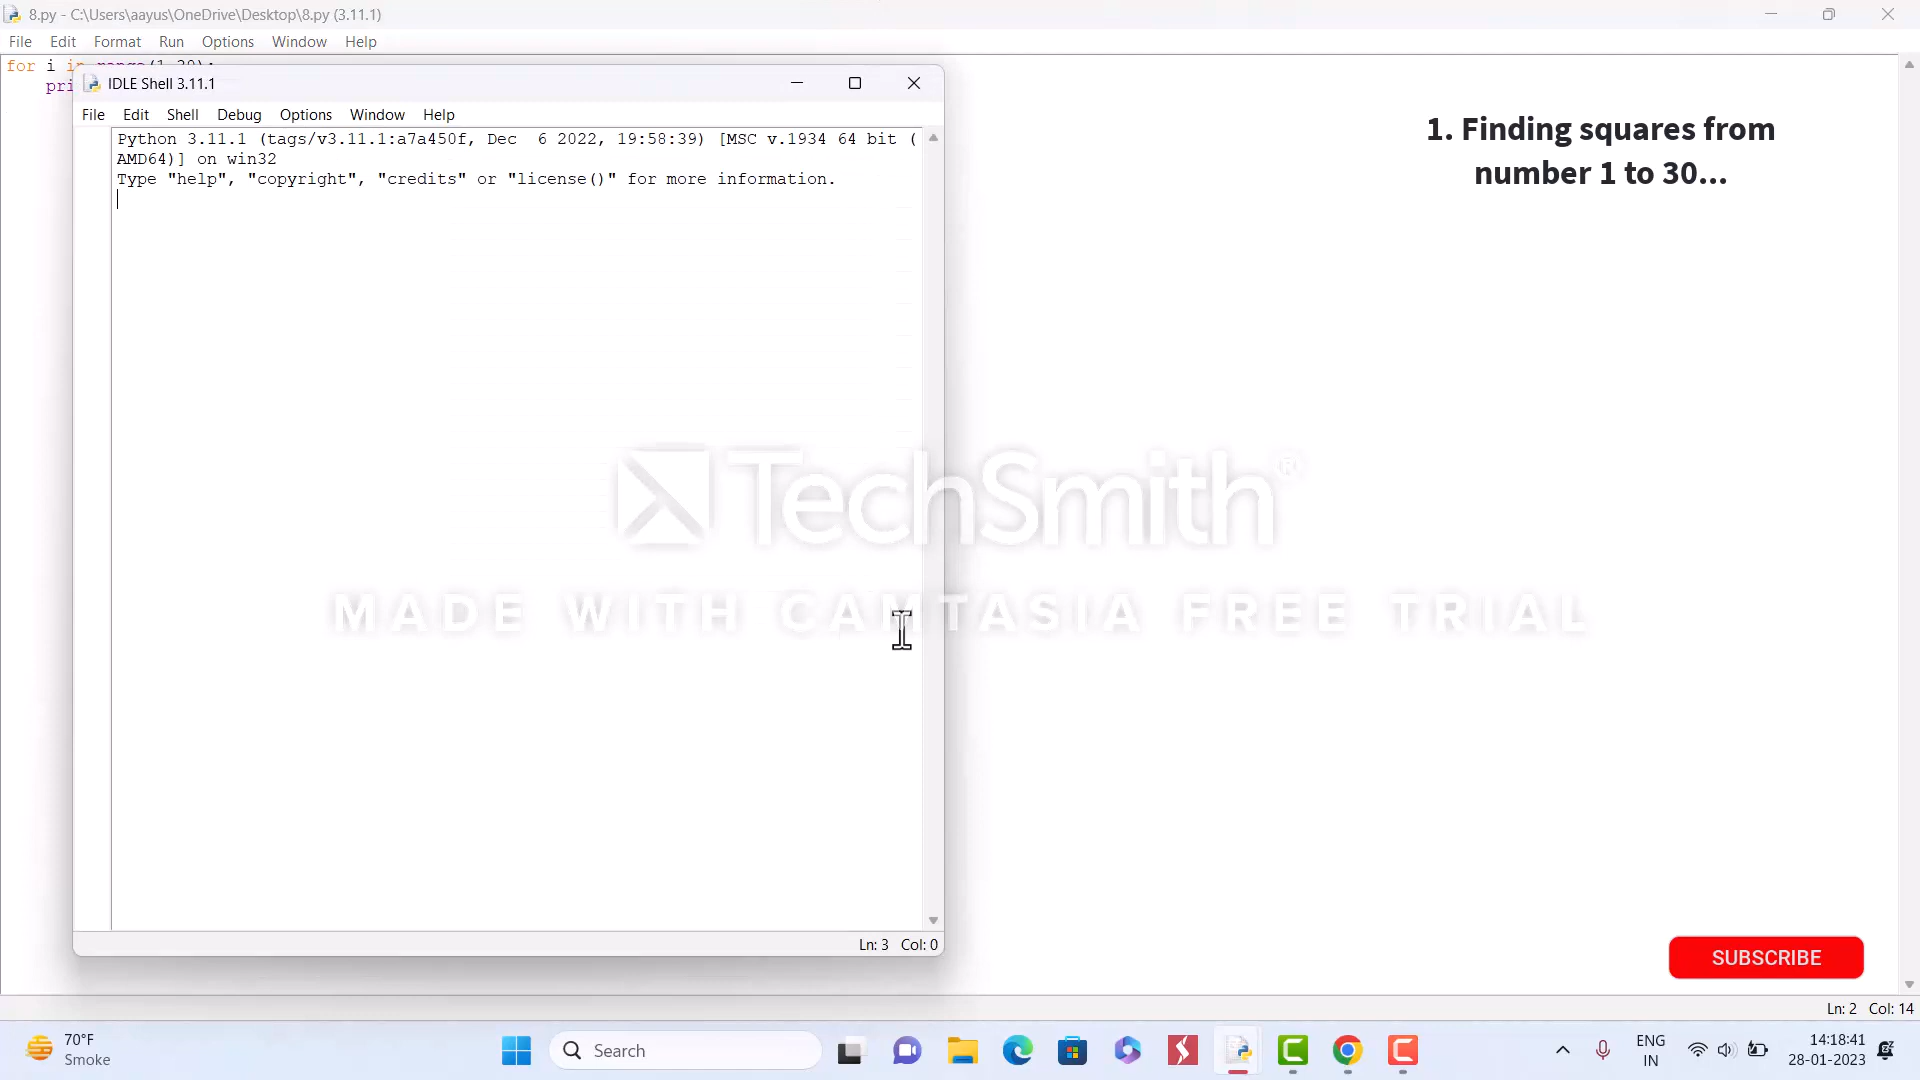 8.py - C:\Users\aayus\OneDrive\Desktop\8.py (3.11.1)
File Edit Format Run Options Window Help
for i in range(1,30):
pri
IDLE Shell 3.11.1
File Edit Shell Debug Options Window Help
Python 3.11.1 (tags/v3.11.1:a7a450f, Dec  6 2022, 19:58:39) [MSC v.1934 64 bit (
AMD64)] on win32
Type "help", "copyright", "credits" or "license()" for more information.
1. Finding squares from
number 1 to 30...
TechSmith®
MADE WITH CAMTASIA FREE TRIAL
Ln: 3 Col: 0
SUBSCRIBE
Ln: 2 Col: 14
70°F
Smoke
Search
ENG
IN
14:18:41
28-01-2023